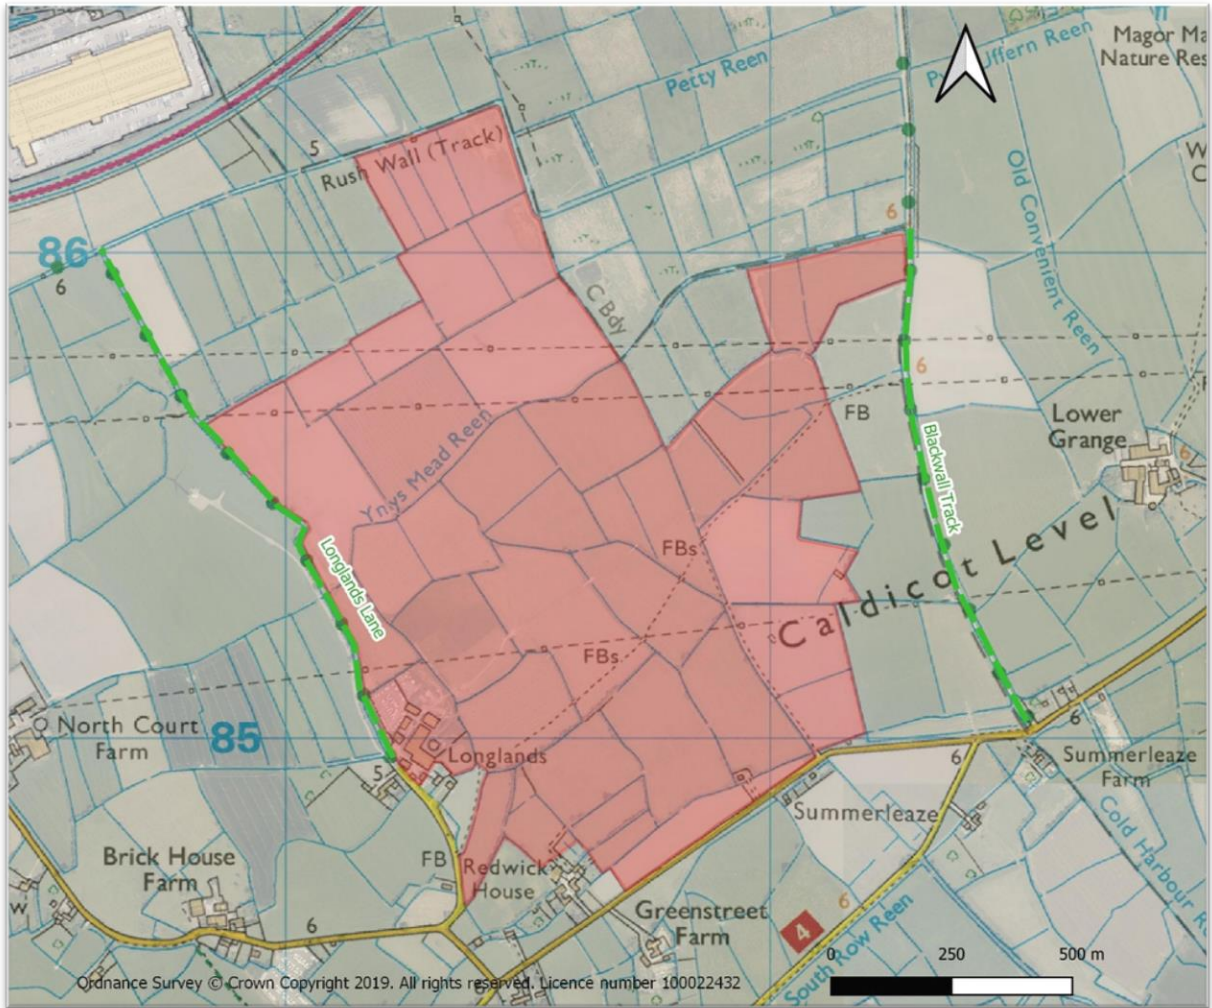 Magor Ma
Nature Res
Petty Reen
Uffern Reen
5
Rush Wall (Track)
W
C
Old Convenient Reen
6
86
6
C Bdy
6
FB
Lower
Grange
6
Ynys Mead Reen
Blackwall Track
Longlands Lane
FBs
Caldicot Level
FBs
North Court
Farm
85
Longlands
5
6
6
Summerleaze
Farm
Summerleaze
Cold Harbour R
Brick House
Farm
FB
Redwick
House
w
6
Greenstreet
Farm
4
6
South Row Reen
0 250 500 m
Ordnance Survey © Crown Copyright 2019. All rights reserved. Licence number 100022432